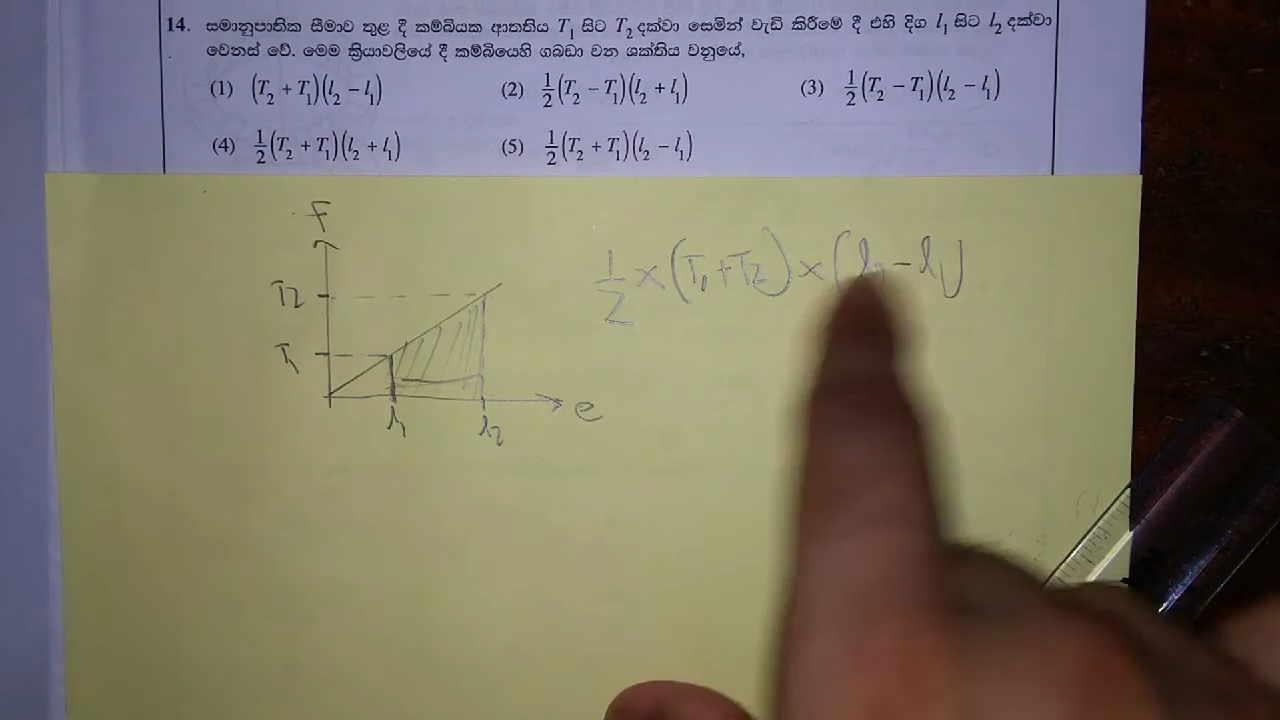 14. සමානුපාතික සීමාව තුළ දී කම්බියක ආතතිය T₁ සිට T₂ දක්වා සෙමින් වැඩි කිරීමේ දී එහි දිග l₁ සිට l₂ දක්වා
වෙනස් වේ. මෙම ක්‍රියාවලියේ දී කම්බියෙහි ගබඩා වන ශක්තිය වනුයේ,
(1) (T₂ + T₁)(l₂ − l₁) (2) ½(T₂ − T₁)(l₂ + l₁) (3) ½(T₂ − T₁)(l₂ − l₁)
(4) ½(T₂ + T₁)(l₂ + l₁) (5) ½(T₂ + T₁)(l₂ − l₁)
F
½ × (T₁ + T₂) × (l₂ − l₁)
T₂
T₁
e
l₁ l₂